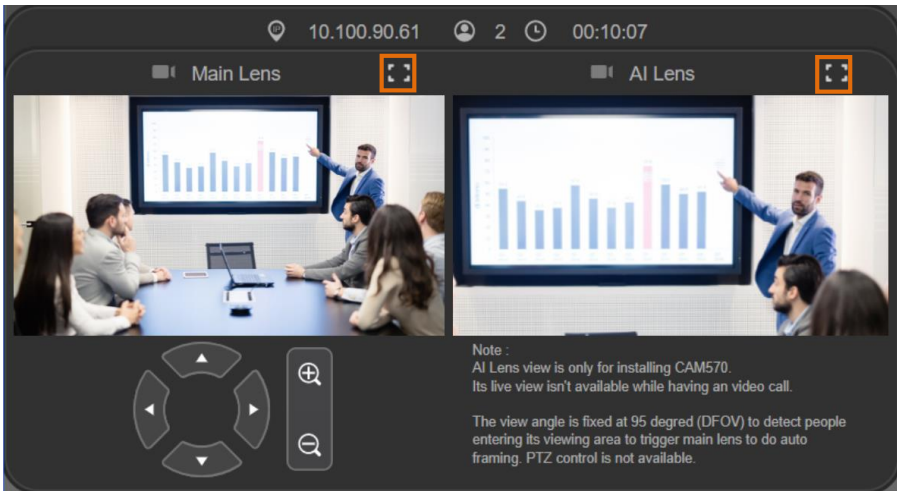 10.100.90.61 2 00:10:07
Main Lens
AI Lens
Note :
AI Lens view is only for installing CAM570.
Its live view isn't available while having an video call.
The view angle is fixed at 95 degred (DFOV) to detect people
entering its viewing area to trigger main lens to do auto
framing. PTZ control is not available.